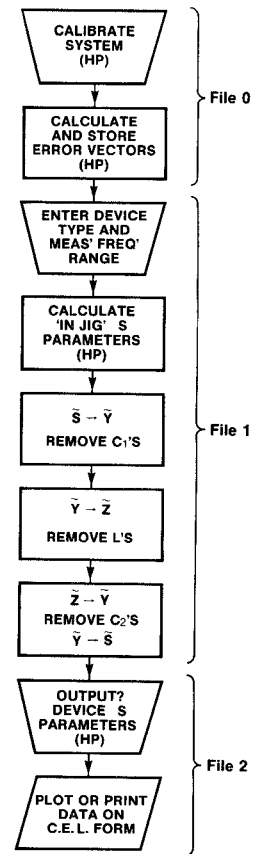 CALIBRATE
SYSTEM
(HP)
File 0
CALCULATE
AND STORE
ERROR VECTORS
(HP)
ENTER DEVICE
TYPE AND
MEAS' FREQ'
RANGE
CALCULATE
'IN JIG' S
PARAMETERS
(HP)
File 1
S̃ → Ỹ
REMOVE C₁'S
Ỹ → Z̃
REMOVE L'S
Z̃ → Ỹ
REMOVE C₂'S
Ỹ → S̃
OUTPUT?
DEVICE S
PARAMETERS
(HP)
File 2
PLOT OR PRINT
DATA ON
C.E.L. FORM